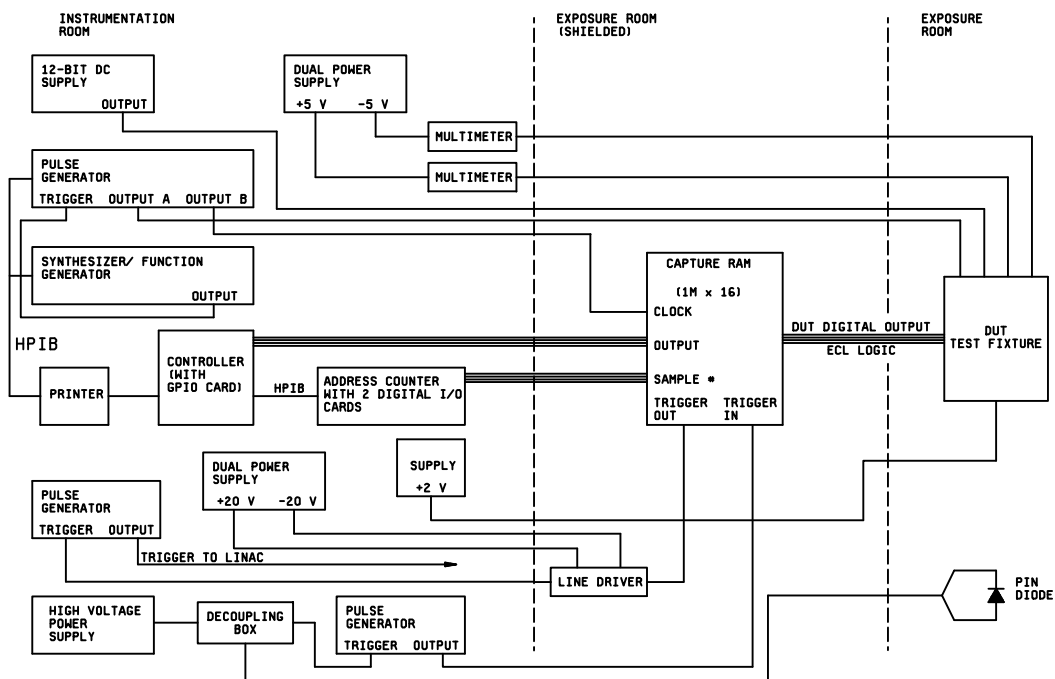 INSTRUMENTATION
ROOM
EXPOSURE ROOM
(SHIELDED)
EXPOSURE
ROOM
12-BIT DC
SUPPLY
OUTPUT
DUAL POWER
SUPPLY
+5 V -5 V
MULTIMETER
MULTIMETER
PULSE
GENERATOR
TRIGGER OUTPUT A OUTPUT B
SYNTHESIZER/ FUNCTION
GENERATOR
OUTPUT
HPIB
PRINTER
CONTROLLER
(WITH
GPIO CARD)
HPIB
ADDRESS COUNTER
WITH 2 DIGITAL I/O
CARDS
CAPTURE RAM
(1M x 16)
CLOCK
OUTPUT
SAMPLE #
TRIGGER
OUT
TRIGGER
IN
DUT DIGITAL OUTPUT
ECL LOGIC
DUT
TEST FIXTURE
PULSE
GENERATOR
TRIGGER OUTPUT
TRIGGER TO LINAC
DUAL POWER
SUPPLY
+20 V -20 V
SUPPLY
+2 V
LINE DRIVER
HIGH VOLTAGE
POWER
SUPPLY
DECOUPLING
BOX
PULSE
GENERATOR
TRIGGER OUTPUT
PIN
DIODE